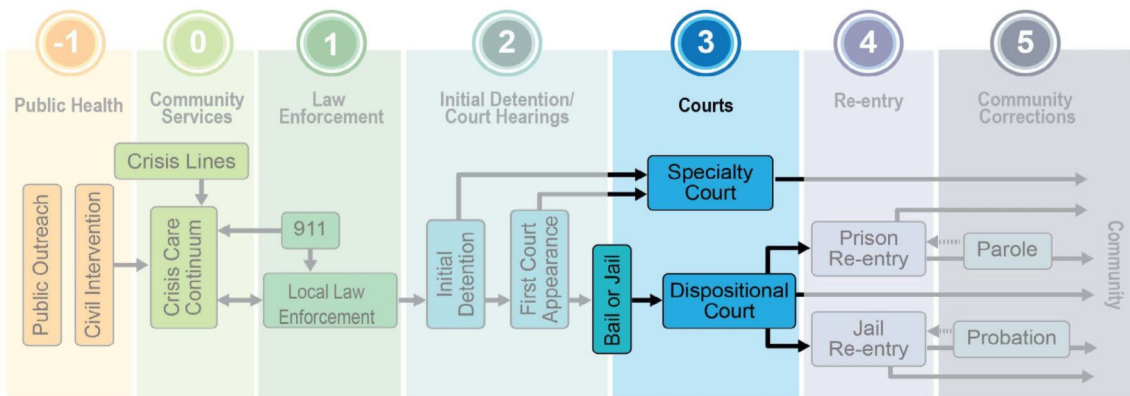 -1
0
1
2
3
4
5
Public Health
Community
Services
Law
Enforcement
Initial Detention/
Court Hearings
Courts
Re-entry
Community
Corrections
Crisis Lines
Public Outreach
Civil Intervention
Crisis Care
Continuum
911
Local Law
Enforcement
Initial
Detention
First Court
Appearance
Bail or Jail
Specialty
Court
Dispositional
Court
Prison
Re-entry
Jail
Re-entry
Parole
Probation
Community